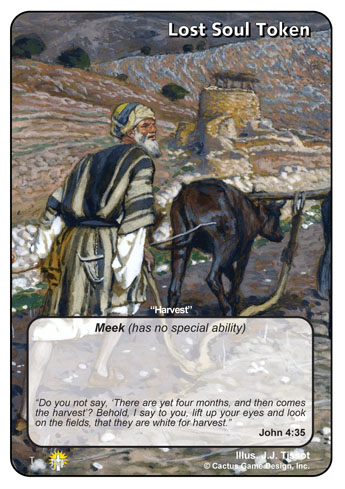 Lost Soul Token
“Harvest”
Meek (has no special ability)
“Do you not say, ‘There are yet four months, and then comes
the harvest’? Behold, I say to you, lift up your eyes and look
on the fields, that they are white for harvest.”
John 4:35
Illus. J.J. Tissot
T
© Cactus Game Design, Inc.